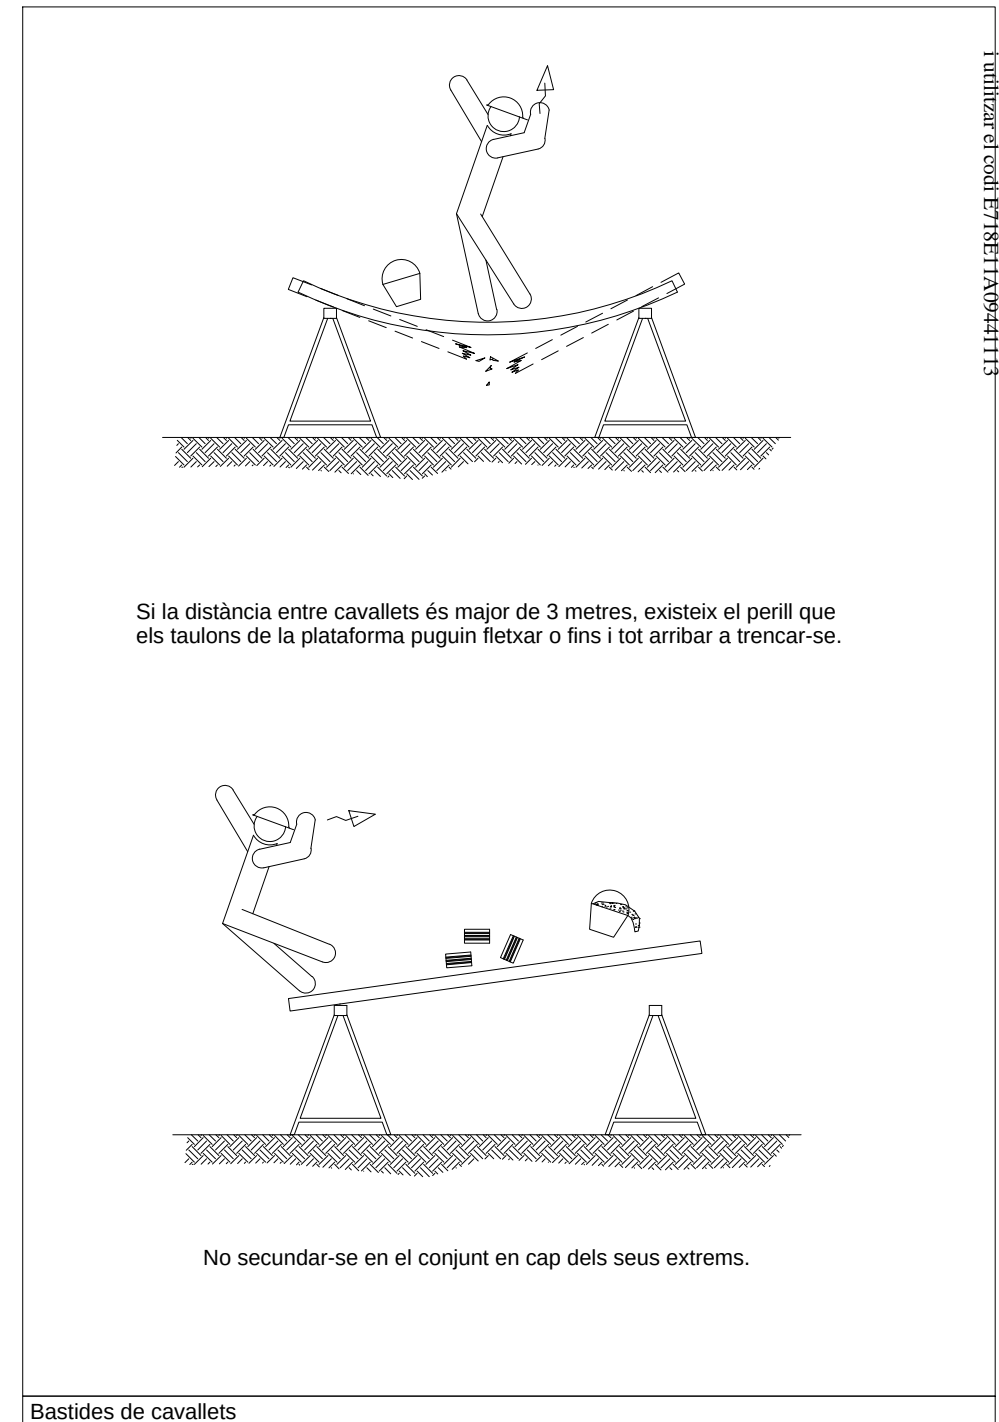 i utilitzar el codi E718E11A09441113
Si la distància entre cavallets és major de 3 metres, existeix el perill que
els taulons de la plataforma puguin fletxar o fins i tot arribar a trencar-se.
No secundar-se en el conjunt en cap dels seus extrems.
Bastides de cavallets